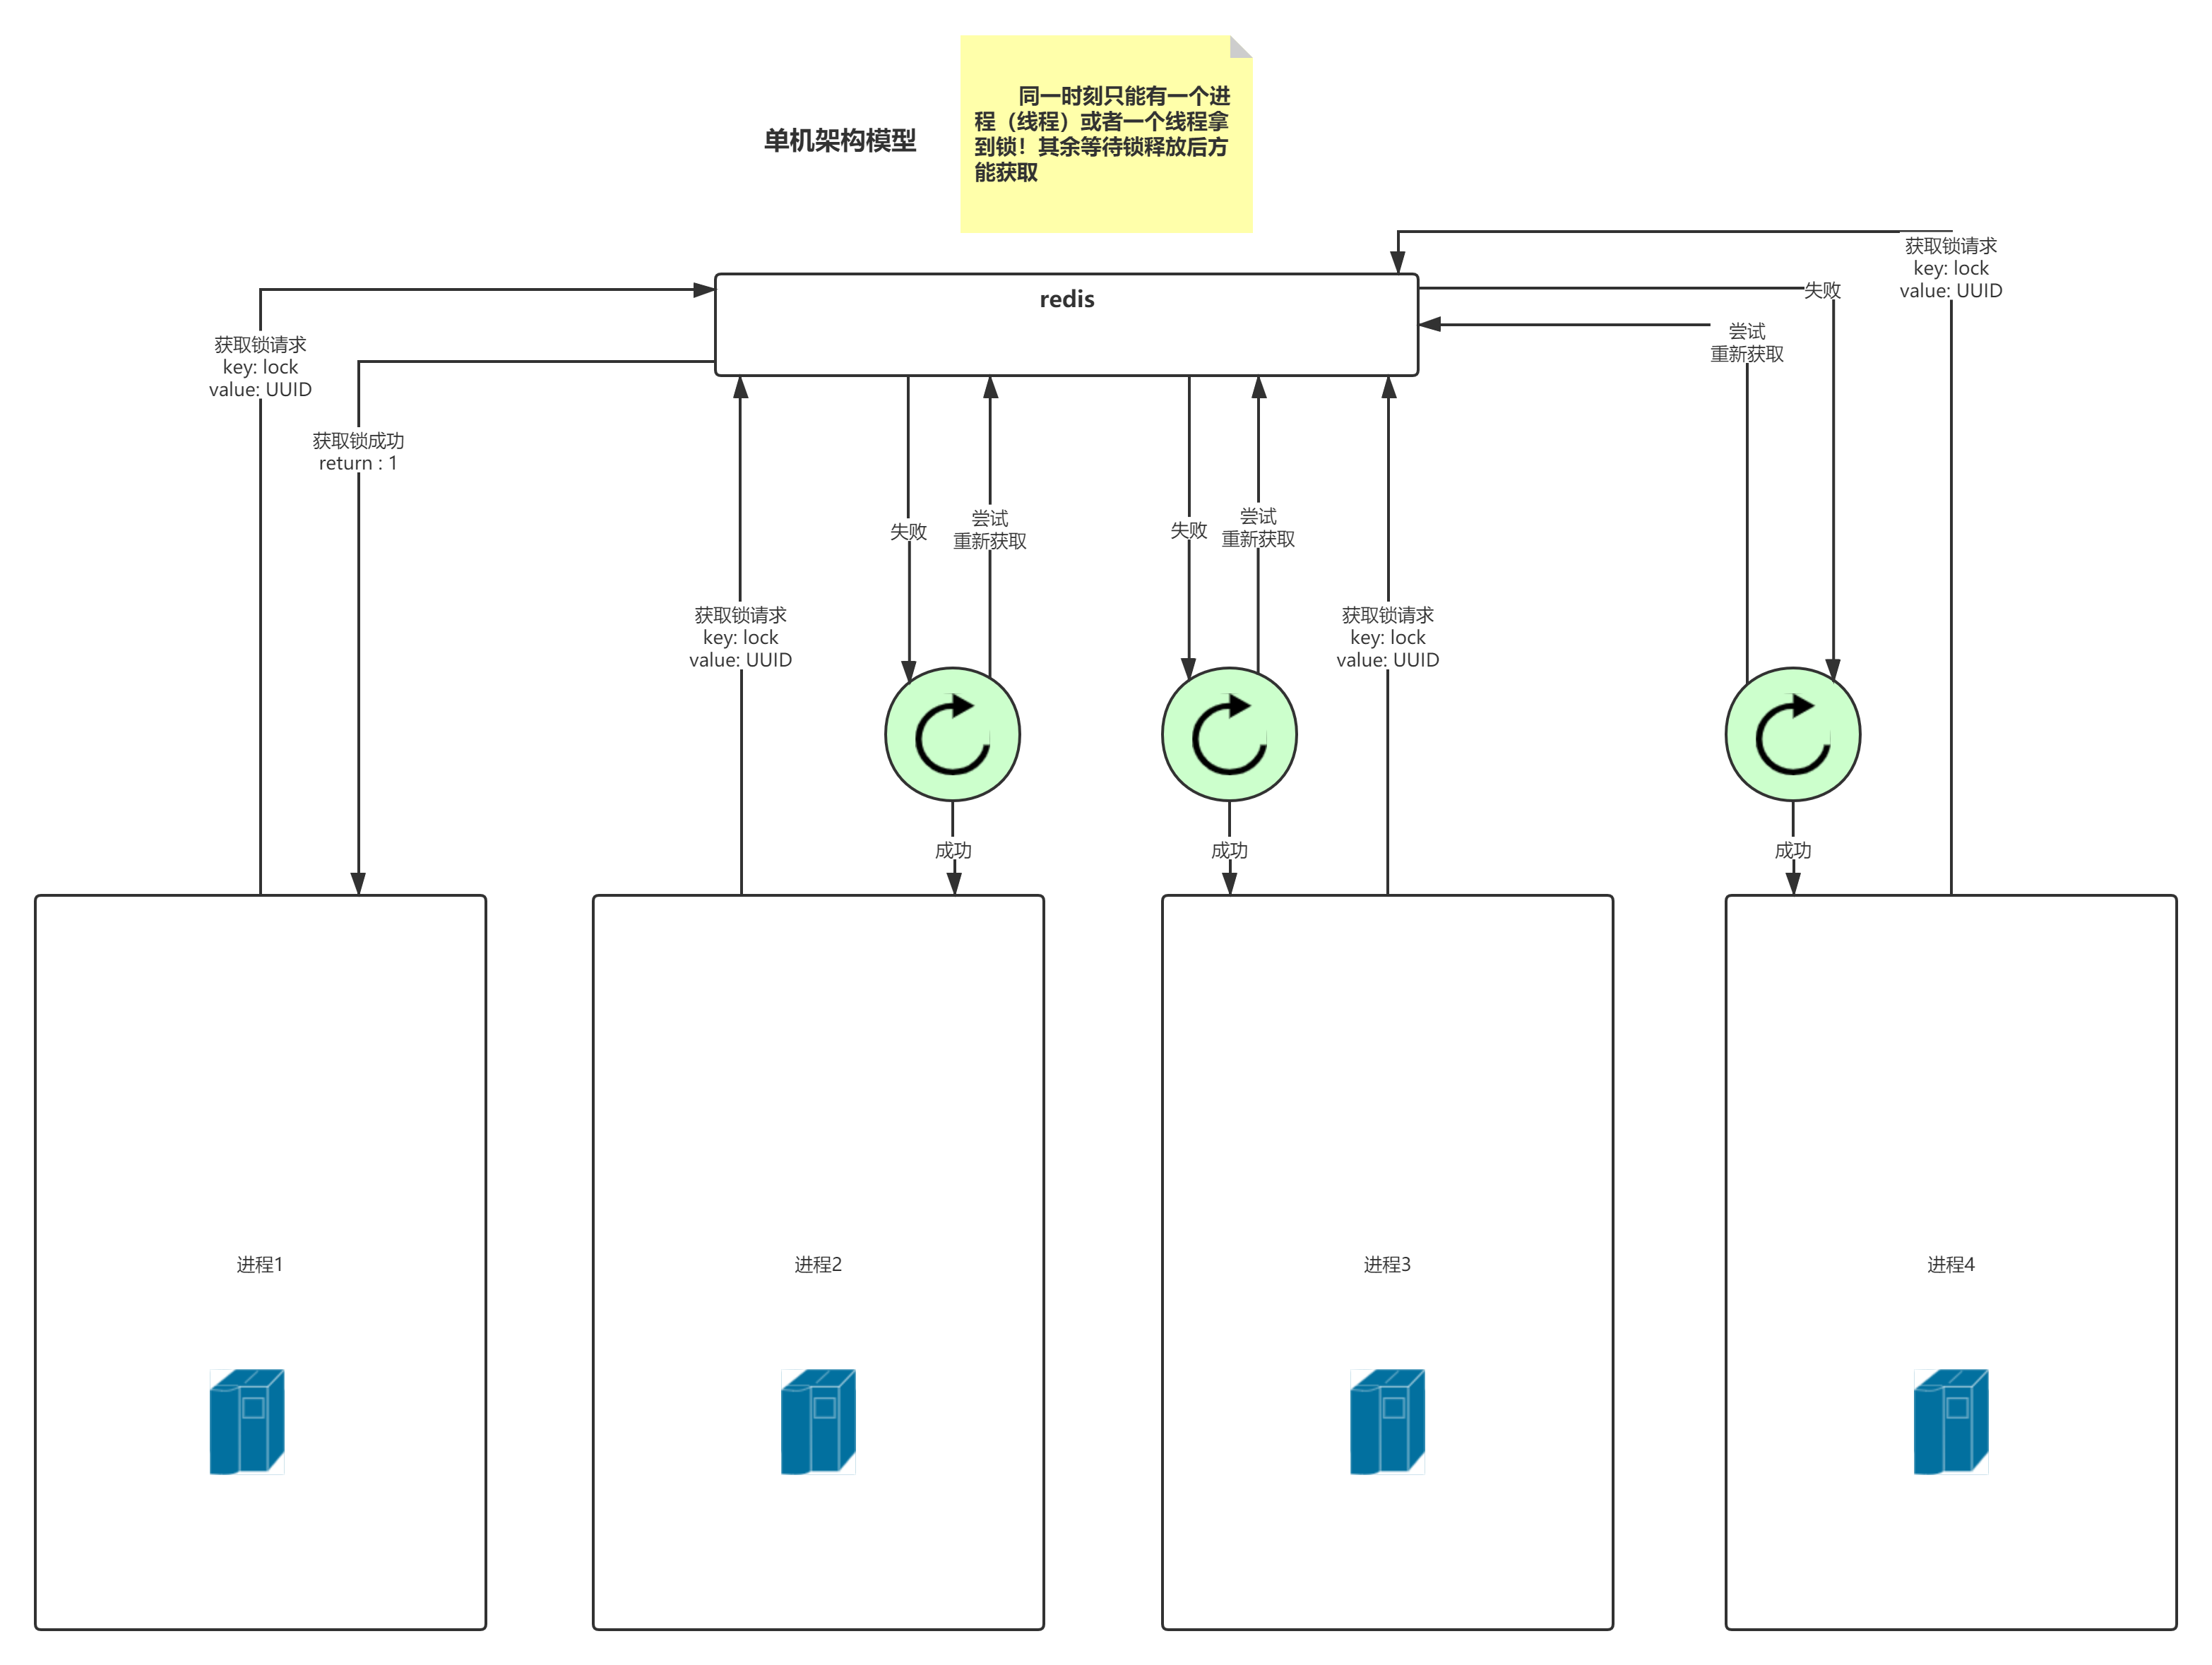 同一时刻只能有一个进
程（线程）或者一个线程拿
到锁！其余等待锁释放后方
能获取
单机架构模型
redis
获取锁请求
key: lock
value: UUID
获取锁成功
return : 1
获取锁请求
key: lock
value: UUID
失败
尝试
重新获取
失败
尝试
重新获取
获取锁请求
key: lock
value: UUID
尝试
重新获取
失败
获取锁请求
key: lock
value: UUID
成功
成功
成功
进程1
进程2
进程3
进程4